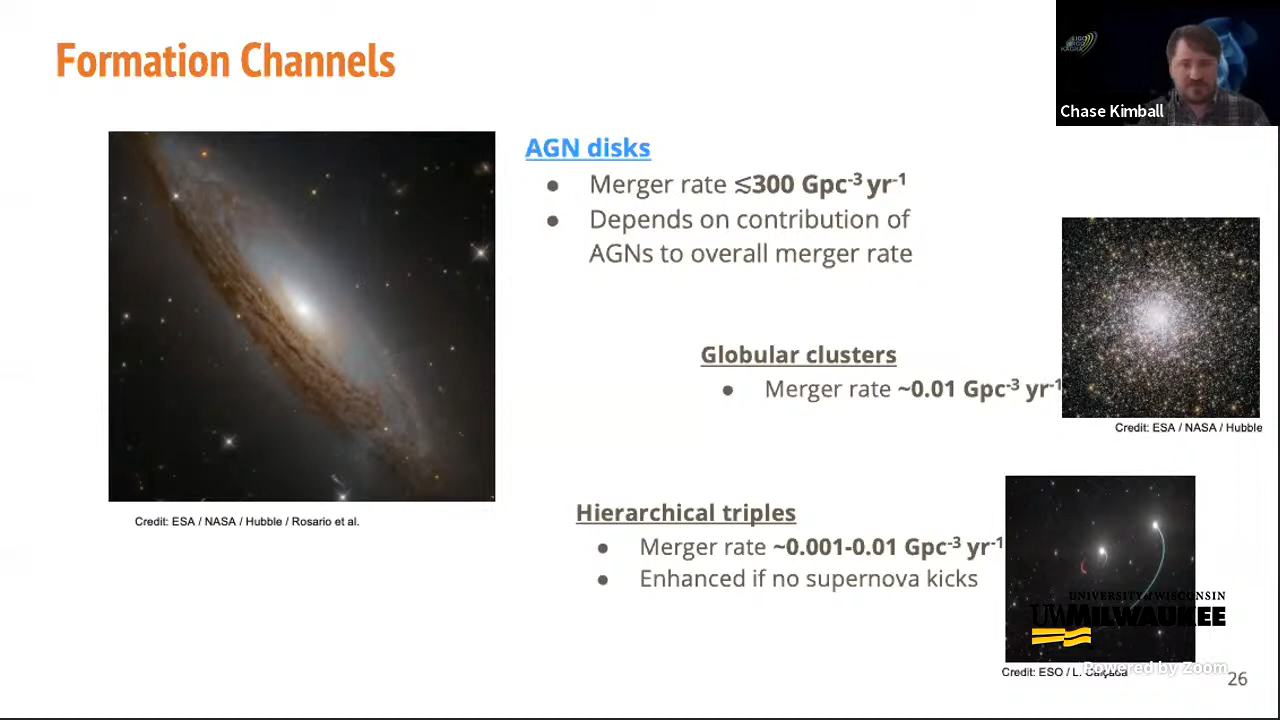 Formation Channels
LIGO
VIRGO
KAGRA
Chase Kimball
AGN disks
● Merger rate ≲300 Gpc⁻³ yr⁻¹
● Depends on contribution of
AGNs to overall merger rate
Globular clusters
● Merger rate ~0.01 Gpc⁻³ yr⁻¹
Credit: ESA / NASA / Hubble
Credit: ESA / NASA / Hubble / Rosario et al.
Hierarchical triples
● Merger rate ~0.001-0.01 Gpc⁻³ yr⁻¹
● Enhanced if no supernova kicks
UNIVERSITY of WISCONSIN
UWMILWAUKEE
Powered by Zoom
Credit: ESO / L. Calçada
26